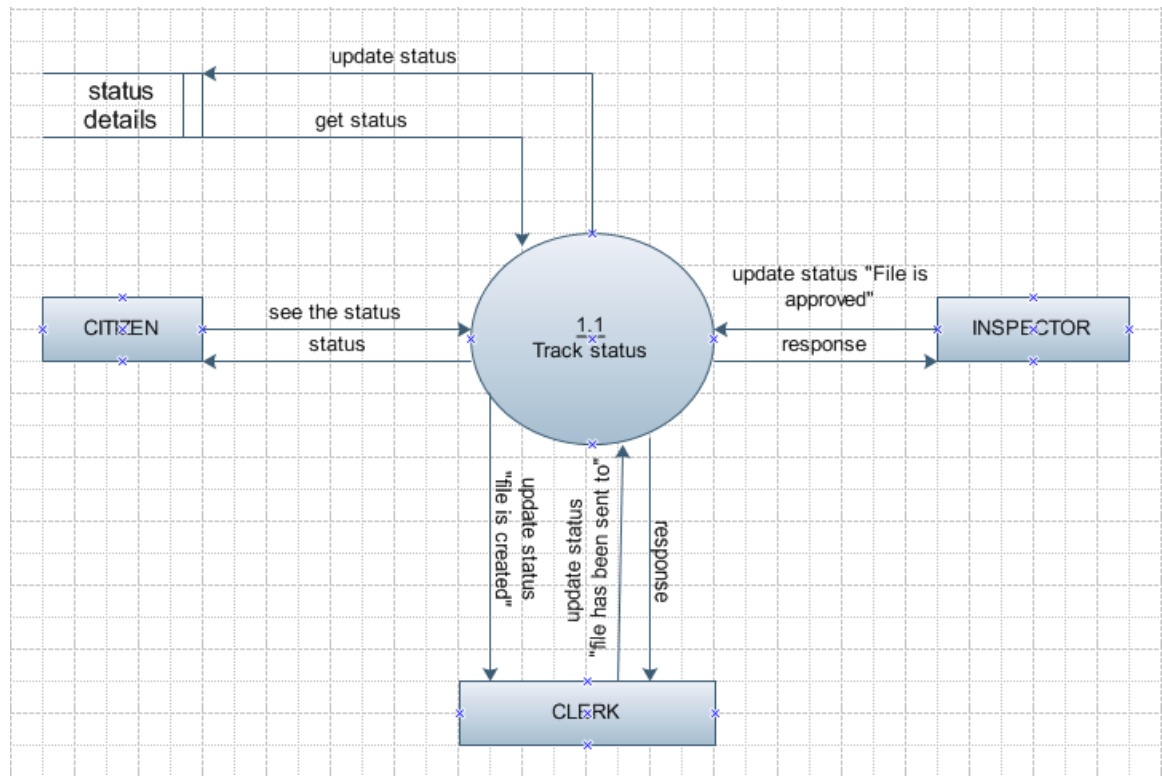 update status
status
details
get status
update status "File is
approved"
see the status
CITIZEN
1.1
Track status
INSPECTOR
status
response
update status
"file is created"
update status
"file has been sent to"
response
CLERK